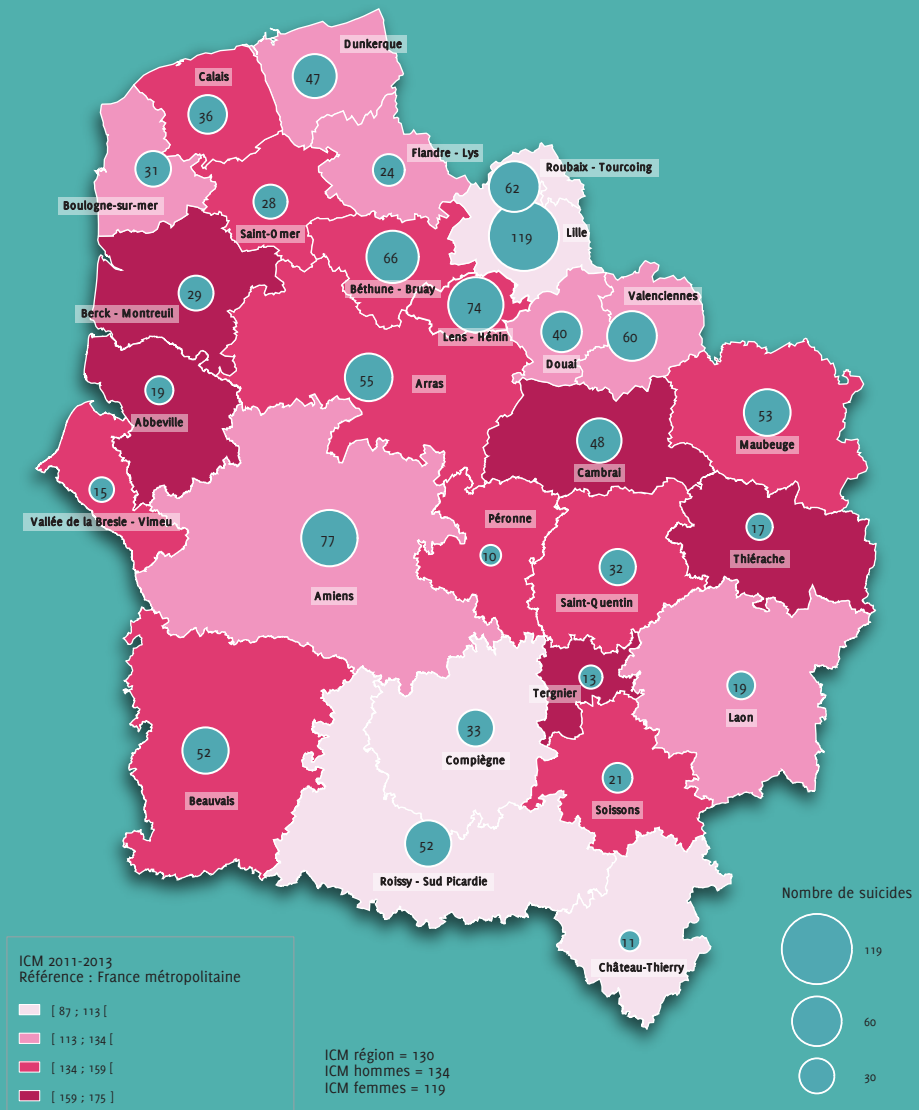 Dunkerque
47
Calais
36
Flandre - Lys
24
Roubaix - Tourcoing
62
31
Boulogne-sur-mer
28
Saint-Omer
119
Lille
66
Béthune - Bruay
29
Berck - Montreuil
74
Lens - Hénin
Valenciennes
60
40
Douai
55
Arras
19
Abbeville
53
Maubeuge
48
Cambrai
15
Vallée de la Bresle - Vimeu
Péronne
10
17
Thiérache
77
Amiens
32
Saint-Quentin
Tergnier
13
19
Laon
33
Compiègne
52
Beauvais
21
Soissons
52
Roissy - Sud Picardie
11
Château-Thierry
Nombre de suicides
119
60
30
ICM 2011-2013
Référence : France métropolitaine
[ 87 ; 113 [
[ 113 ; 134 [
[ 134 ; 159 [
[ 159 ; 175 ]
ICM région = 130
ICM hommes = 134
ICM femmes = 119